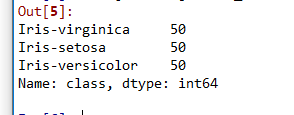 Out[5]:
Iris-virginica     50
Iris-setosa        50
Iris-versicolor    50
Name: class, dtype: int64